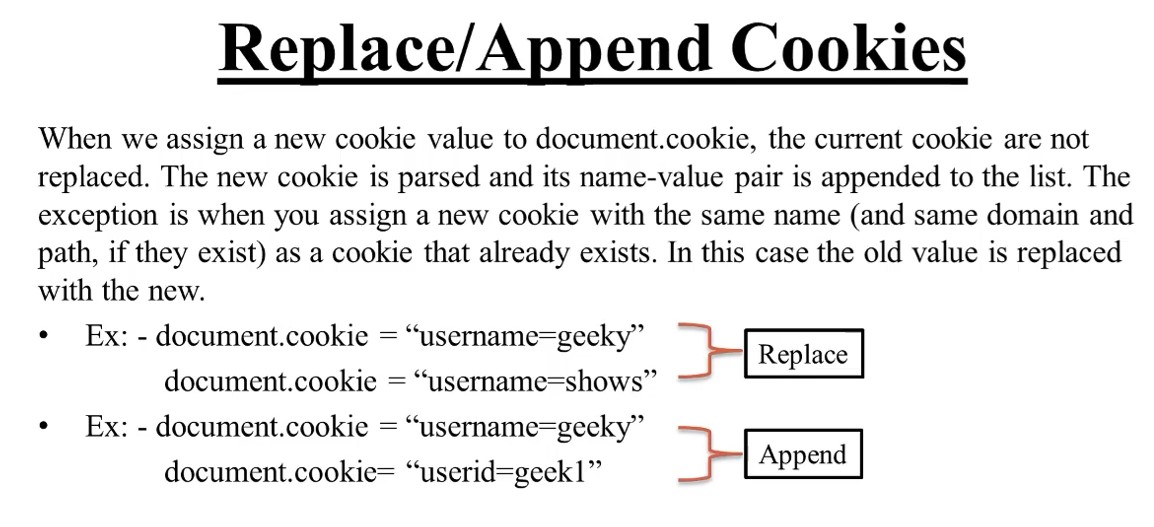 Replace/Append Cookies
When we assign a new cookie value to document.cookie, the current cookie are not
replaced. The new cookie is parsed and its name-value pair is appended to the list. The
exception is when you assign a new cookie with the same name (and same domain and
path, if they exist) as a cookie that already exists. In this case the old value is replaced
with the new.
• Ex: - document.cookie = “username=geeky”
document.cookie = “username=shows”
Replace
• Ex: - document.cookie = “username=geeky”
document.cookie= “userid=geek1”
Append